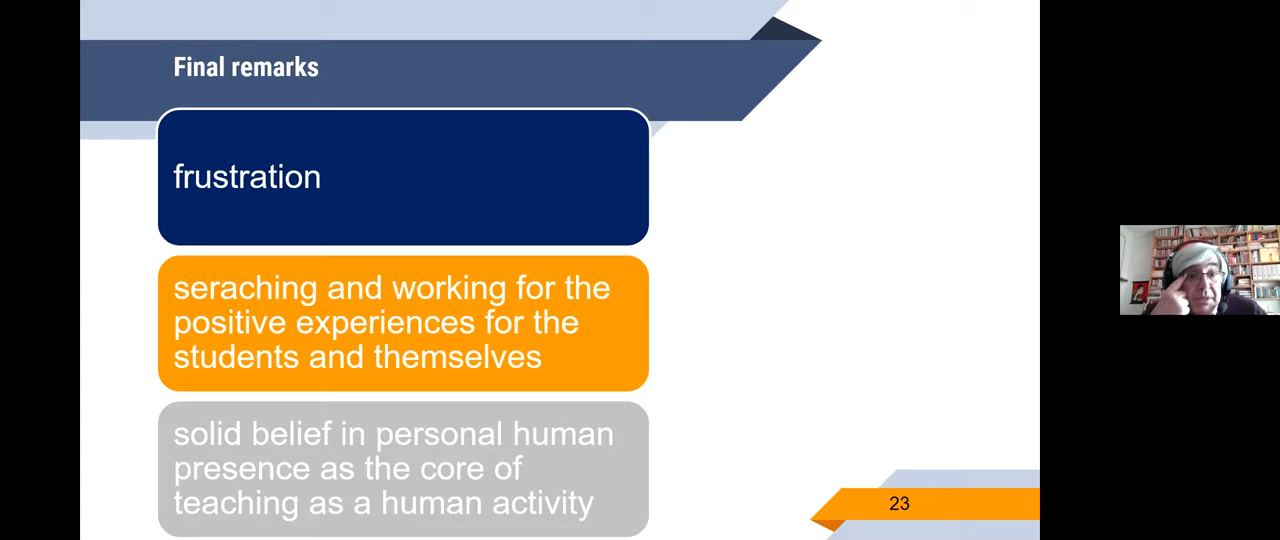 Final remarks
frustration
seraching and working for the
positive experiences for the
students and themselves
solid belief in personal human
presence as the core of
teaching as a human activity
23